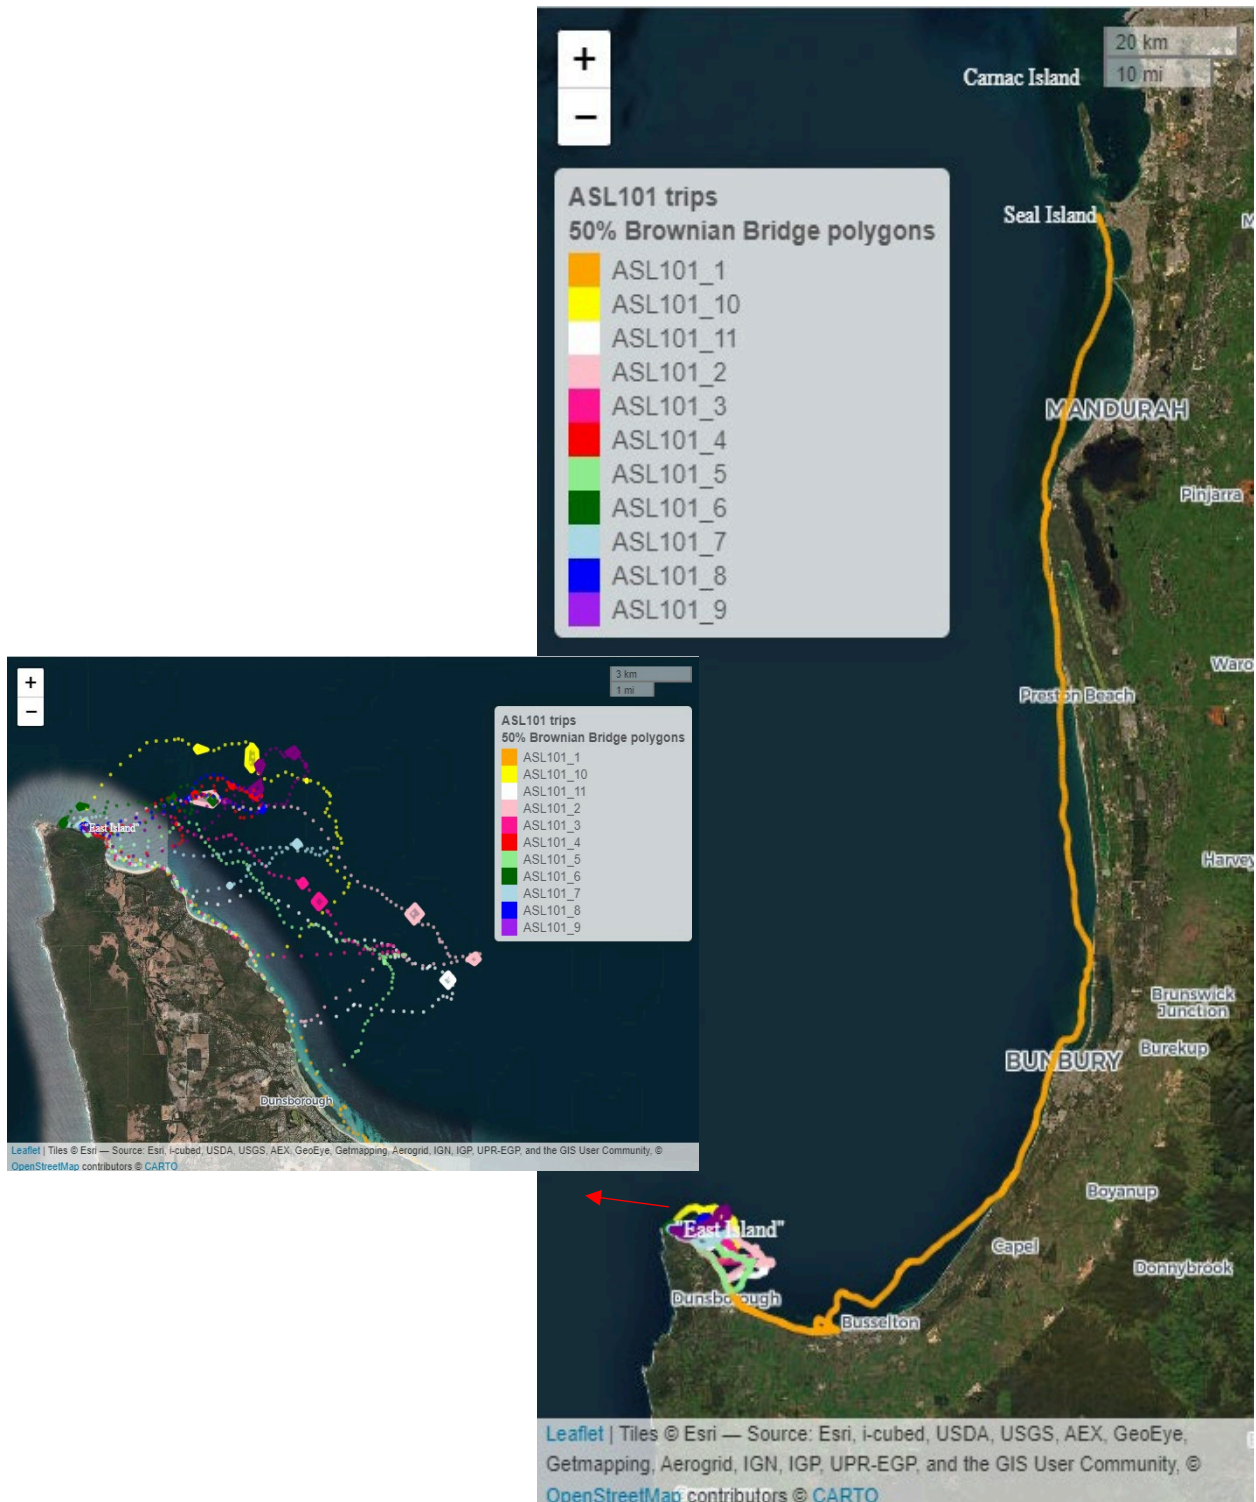 +
−
20 km
10 mi
Carnac Island
Seal Island
ASL101 trips
50% Brownian Bridge polygons
ASL101_1
ASL101_10
ASL101_11
ASL101_2
ASL101_3
ASL101_4
ASL101_5
ASL101_6
ASL101_7
ASL101_8
ASL101_9
MANDURAH
Pinjarra
Waro
Preston Beach
Harvey
Brunswick
Junction
BUNBURY
Burekup
Boyanup
"East Island"
Capel
Donnybrook
Dunsborough
Busselton
Leaflet | Tiles © Esri — Source: Esri, i-cubed, USDA, USGS, AEX, GeoEye,
Getmapping, Aerogrid, IGN, IGP, UPR-EGP, and the GIS User Community, ©
OpenStreetMap contributors © CARTO
+
−
3 km
1 mi
ASL101 trips
50% Brownian Bridge polygons
ASL101_1
ASL101_10
ASL101_11
ASL101_2
ASL101_3
ASL101_4
ASL101_5
ASL101_6
ASL101_7
ASL101_8
ASL101_9
"East Island"
Dunsborough
Leaflet | Tiles © Esri — Source: Esri, i-cubed, USDA, USGS, AEX, GeoEye, Getmapping, Aerogrid, IGN, IGP, UPR-EGP, and the GIS User Community, ©
OpenStreetMap contributors © CARTO